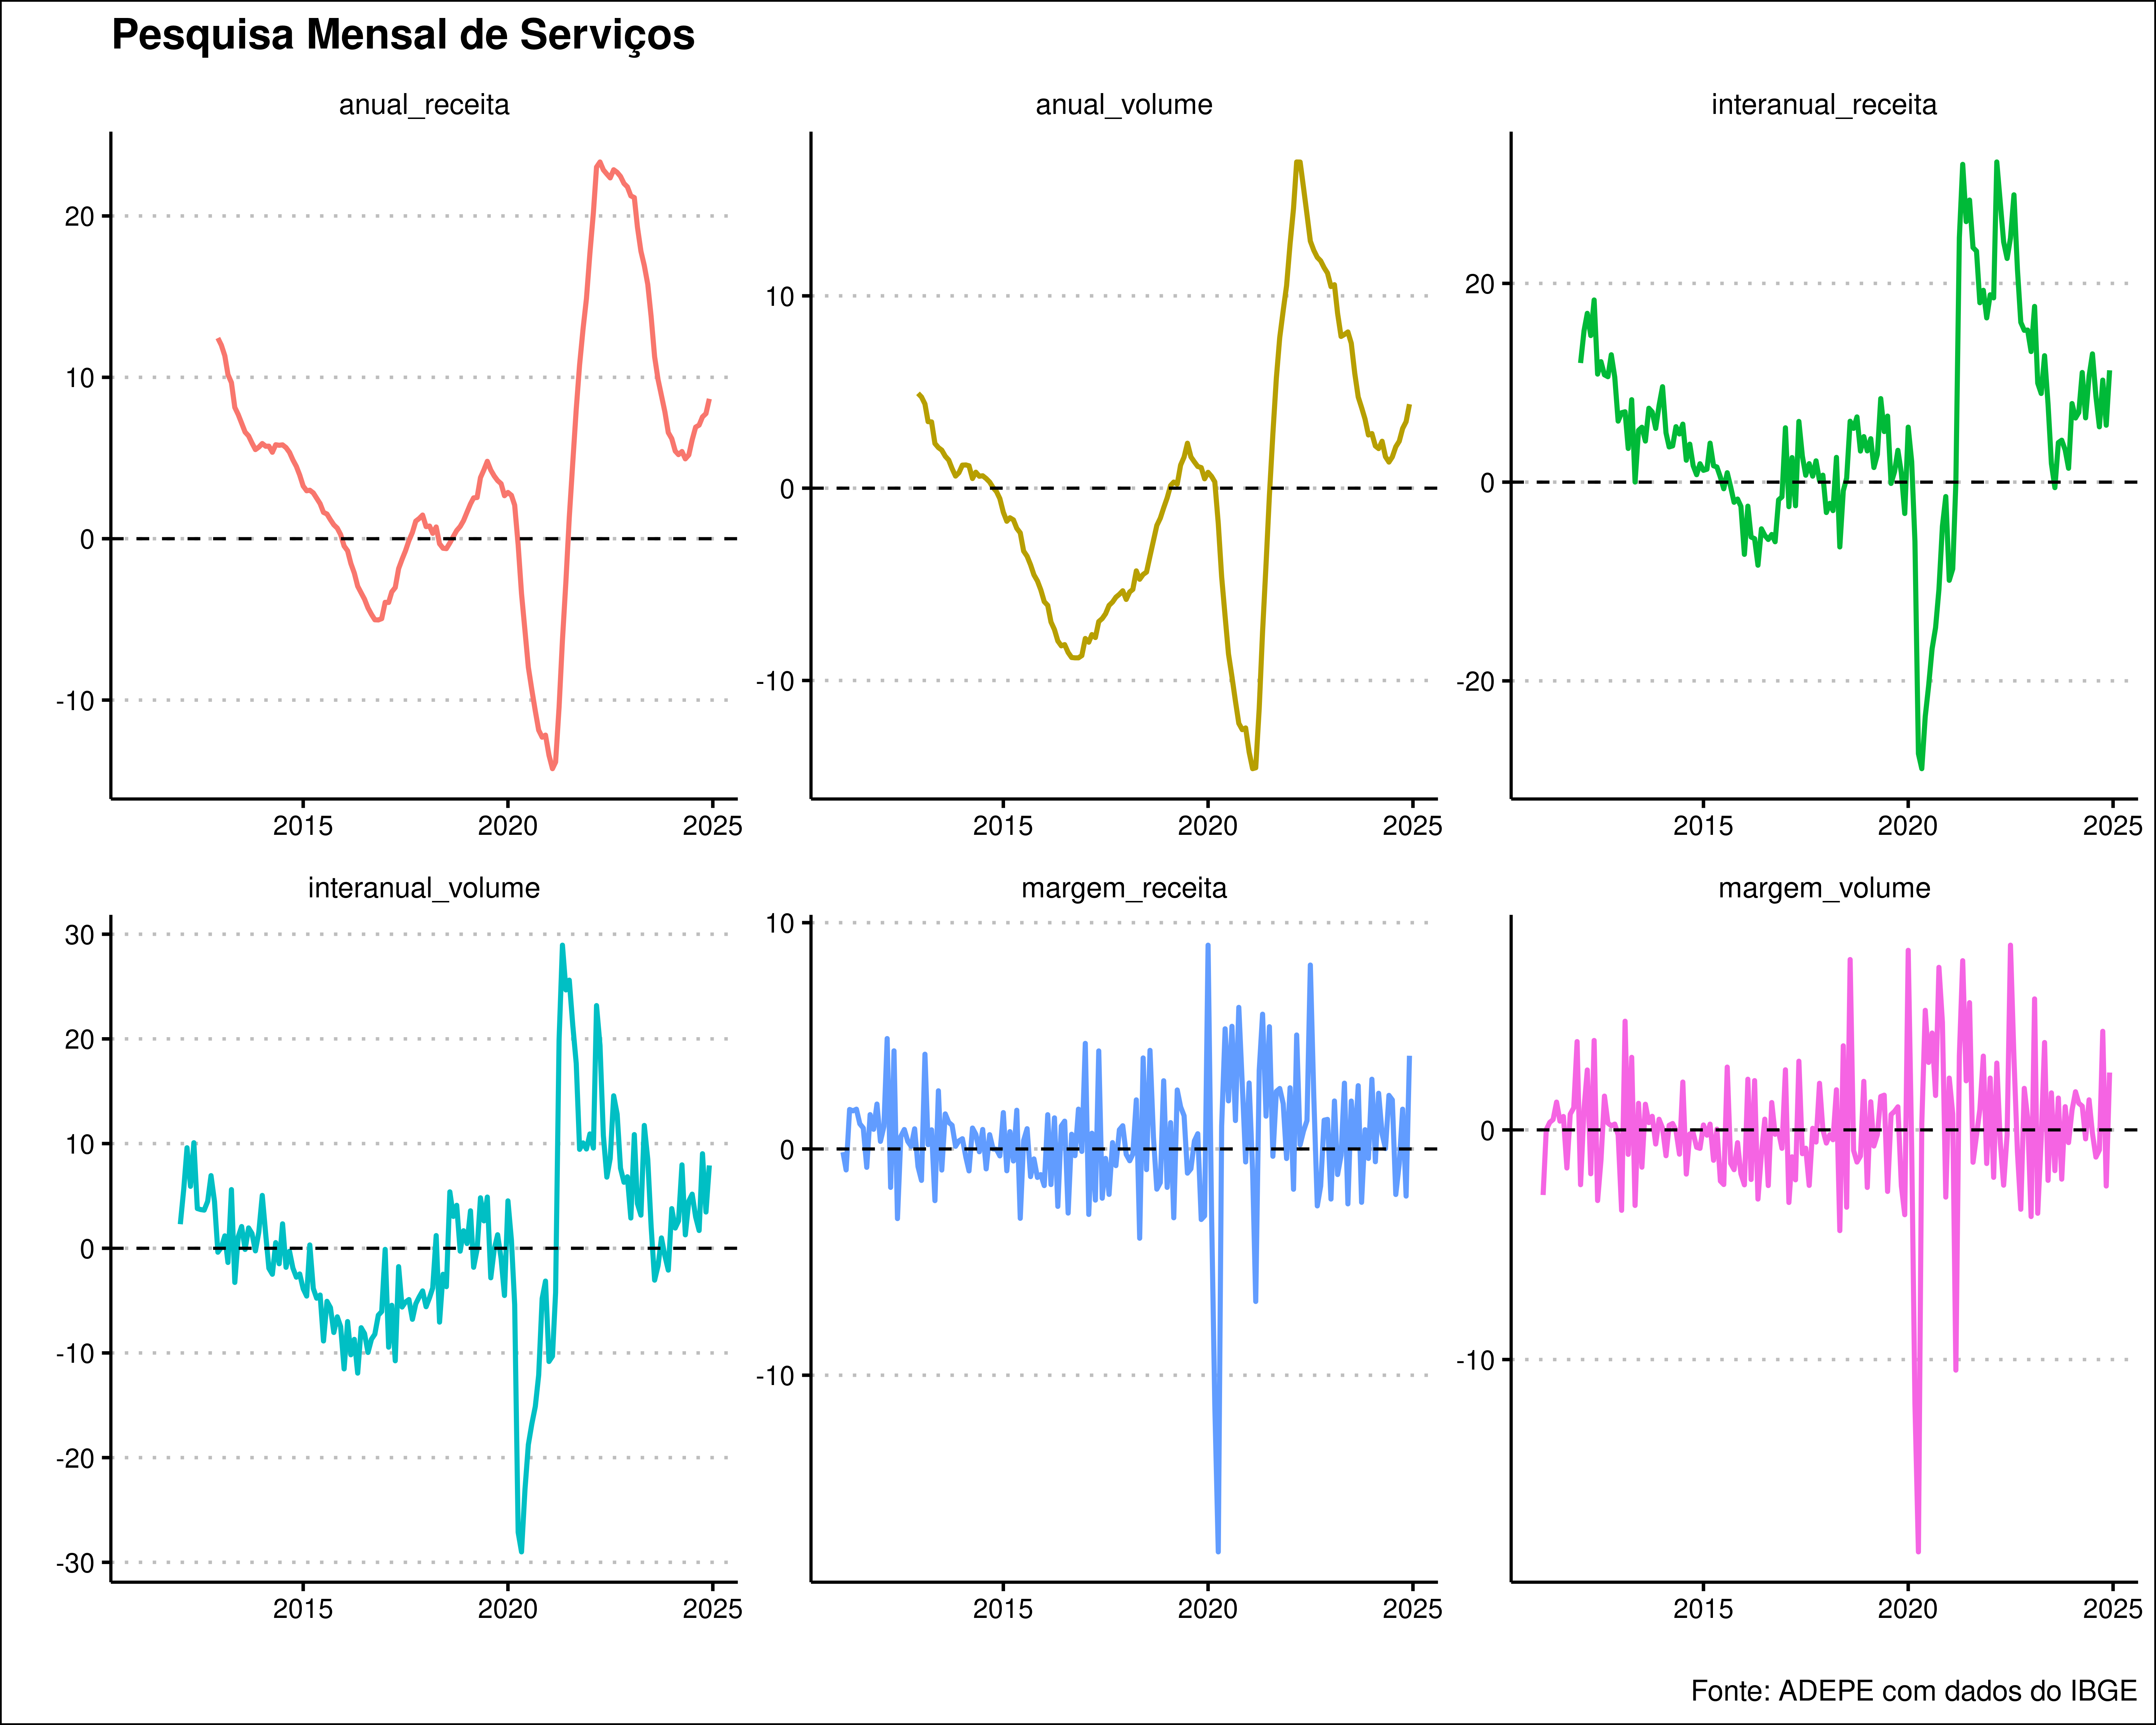 Pesquisa Mensal de Serviços
anual_receita
20
10
0
-10
2015 2020 2025
anual_volume
10
0
-10
2015 2020 2025
interanual_receita
20
0
-20
2015 2020 2025
interanual_volume
30
20
10
0
-10
-20
-30
2015 2020 2025
margem_receita
10
0
-10
2015 2020 2025
margem_volume
0
-10
2015 2020 2025
Fonte: ADEPE com dados do IBGE